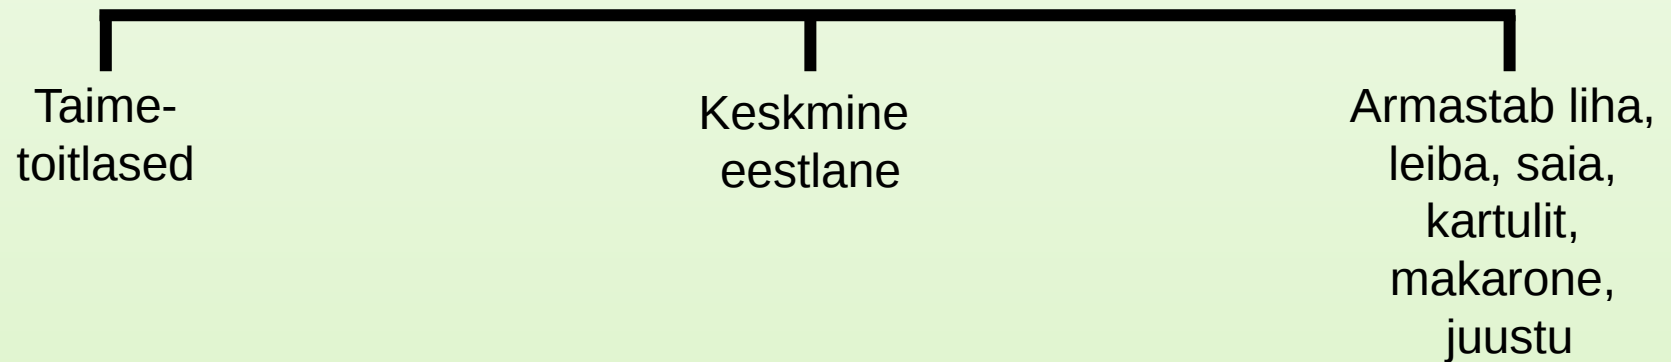 Taime-
toitlased
Keskmine
eestlane
Armastab liha,
leiba, saia,
kartulit,
makarone,
juustu